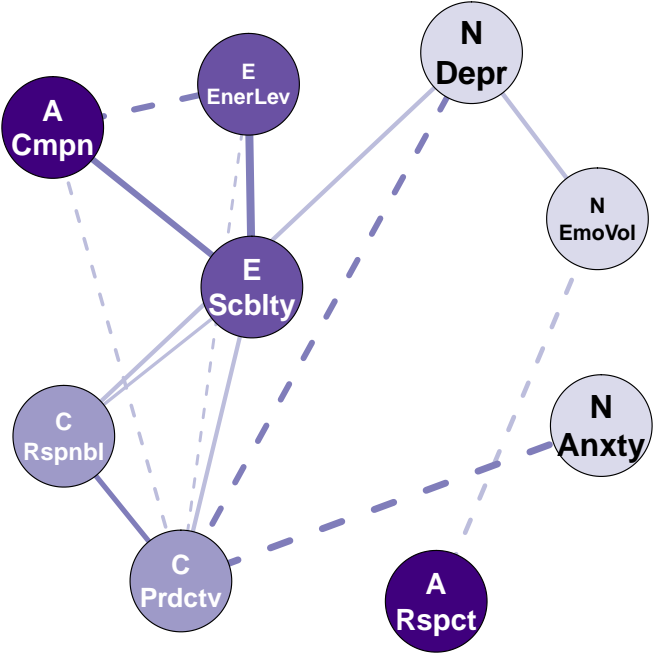 N
Depr
E
EnerLev
A
Cmpn
N
EmoVol
E
Scblty
N
Anxty
C
Rspnbl
C
Prdctv
A
Rspct